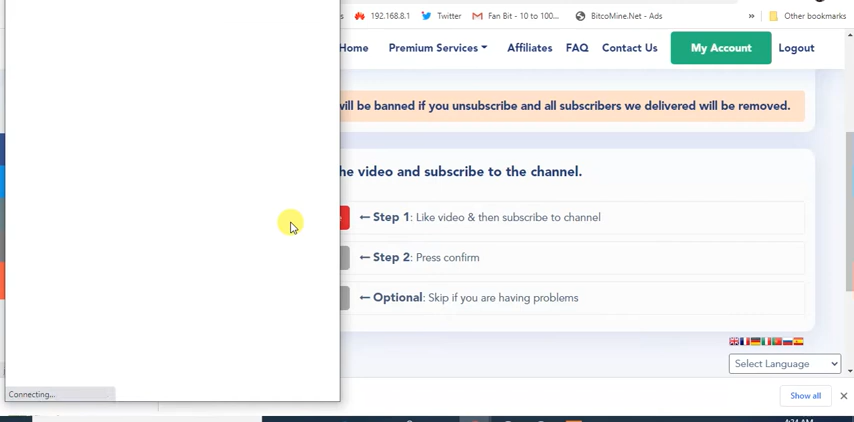 s 192.168.8.1 Twitter Fan Bit - 10 to 100... BitcoMine.Net - Ads » Other bookmarks
Home Premium Services Affiliates FAQ Contact Us My Account Logout
will be banned if you unsubscribe and all subscribers we delivered will be removed.
he video and subscribe to the channel.
← Step 1: Like video & then subscribe to channel
← Step 2: Press confirm
← Optional: Skip if you are having problems
Select Language
Connecting...
Show all